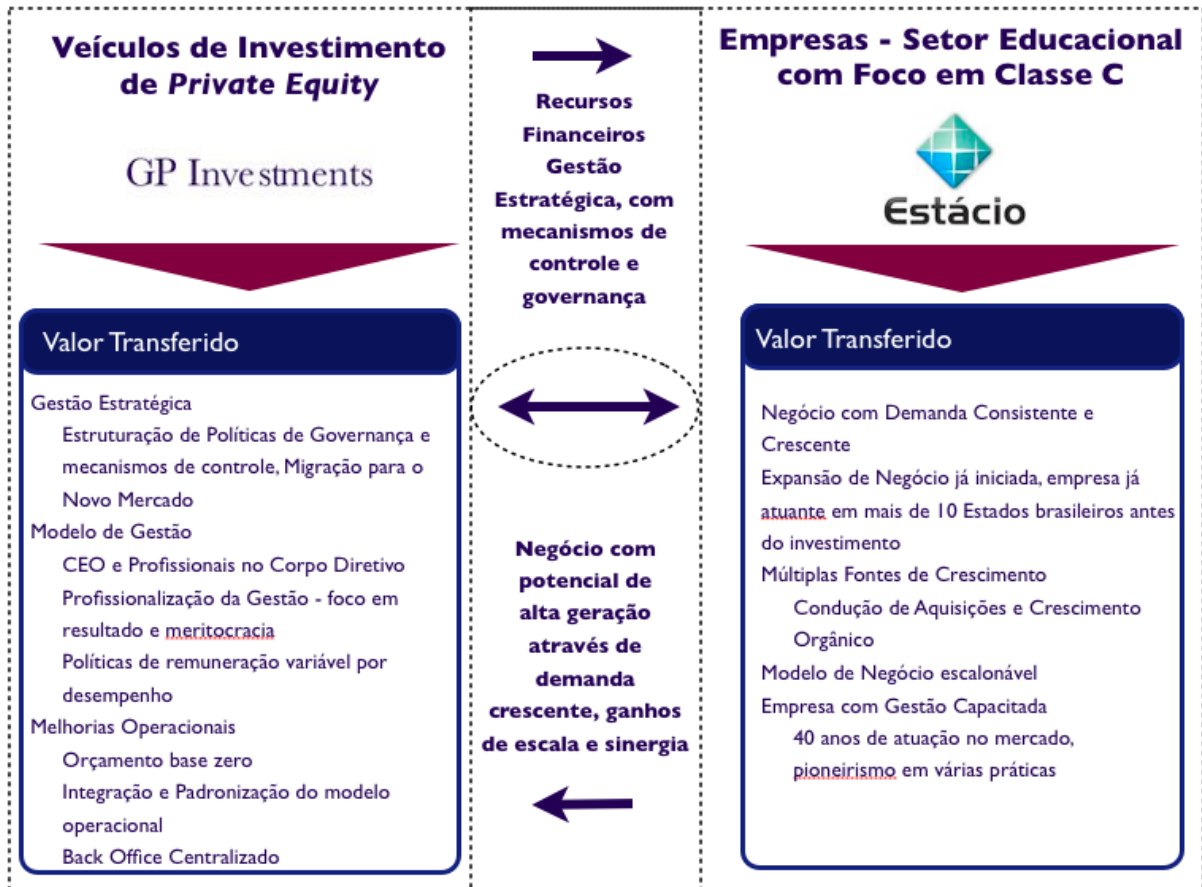 Veículos de Investimento
de Private Equity
GP Investments
Valor Transferido
Gestão Estratégica
Estruturação de Políticas de Governança e
mecanismos de controle, Migração para o
Novo Mercado
Modelo de Gestão
CEO e Profissionais no Corpo Diretivo
Profissionalização da Gestão - foco em
resultado e meritocracia
Políticas de remuneração variável por
desempenho
Melhorias Operacionais
Orçamento base zero
Integração e Padronização do modelo
operacional
Back Office Centralizado
Recursos
Financeiros
Gestão
Estratégica, com
mecanismos de
controle e
governança
Negócio com
potencial de
alta geração
através de
demanda
crescente, ganhos
de escala e sinergia
Empresas - Setor Educacional
com Foco em Classe C
Estácio
Valor Transferido
Negócio com Demanda Consistente e
Crescente
Expansão de Negócio já iniciada, empresa já
atuante em mais de 10 Estados brasileiros antes
do investimento
Múltiplas Fontes de Crescimento
Condução de Aquisições e Crescimento
Orgânico
Modelo de Negócio escalonável
Empresa com Gestão Capacitada
40 anos de atuação no mercado,
pioneirismo em várias práticas